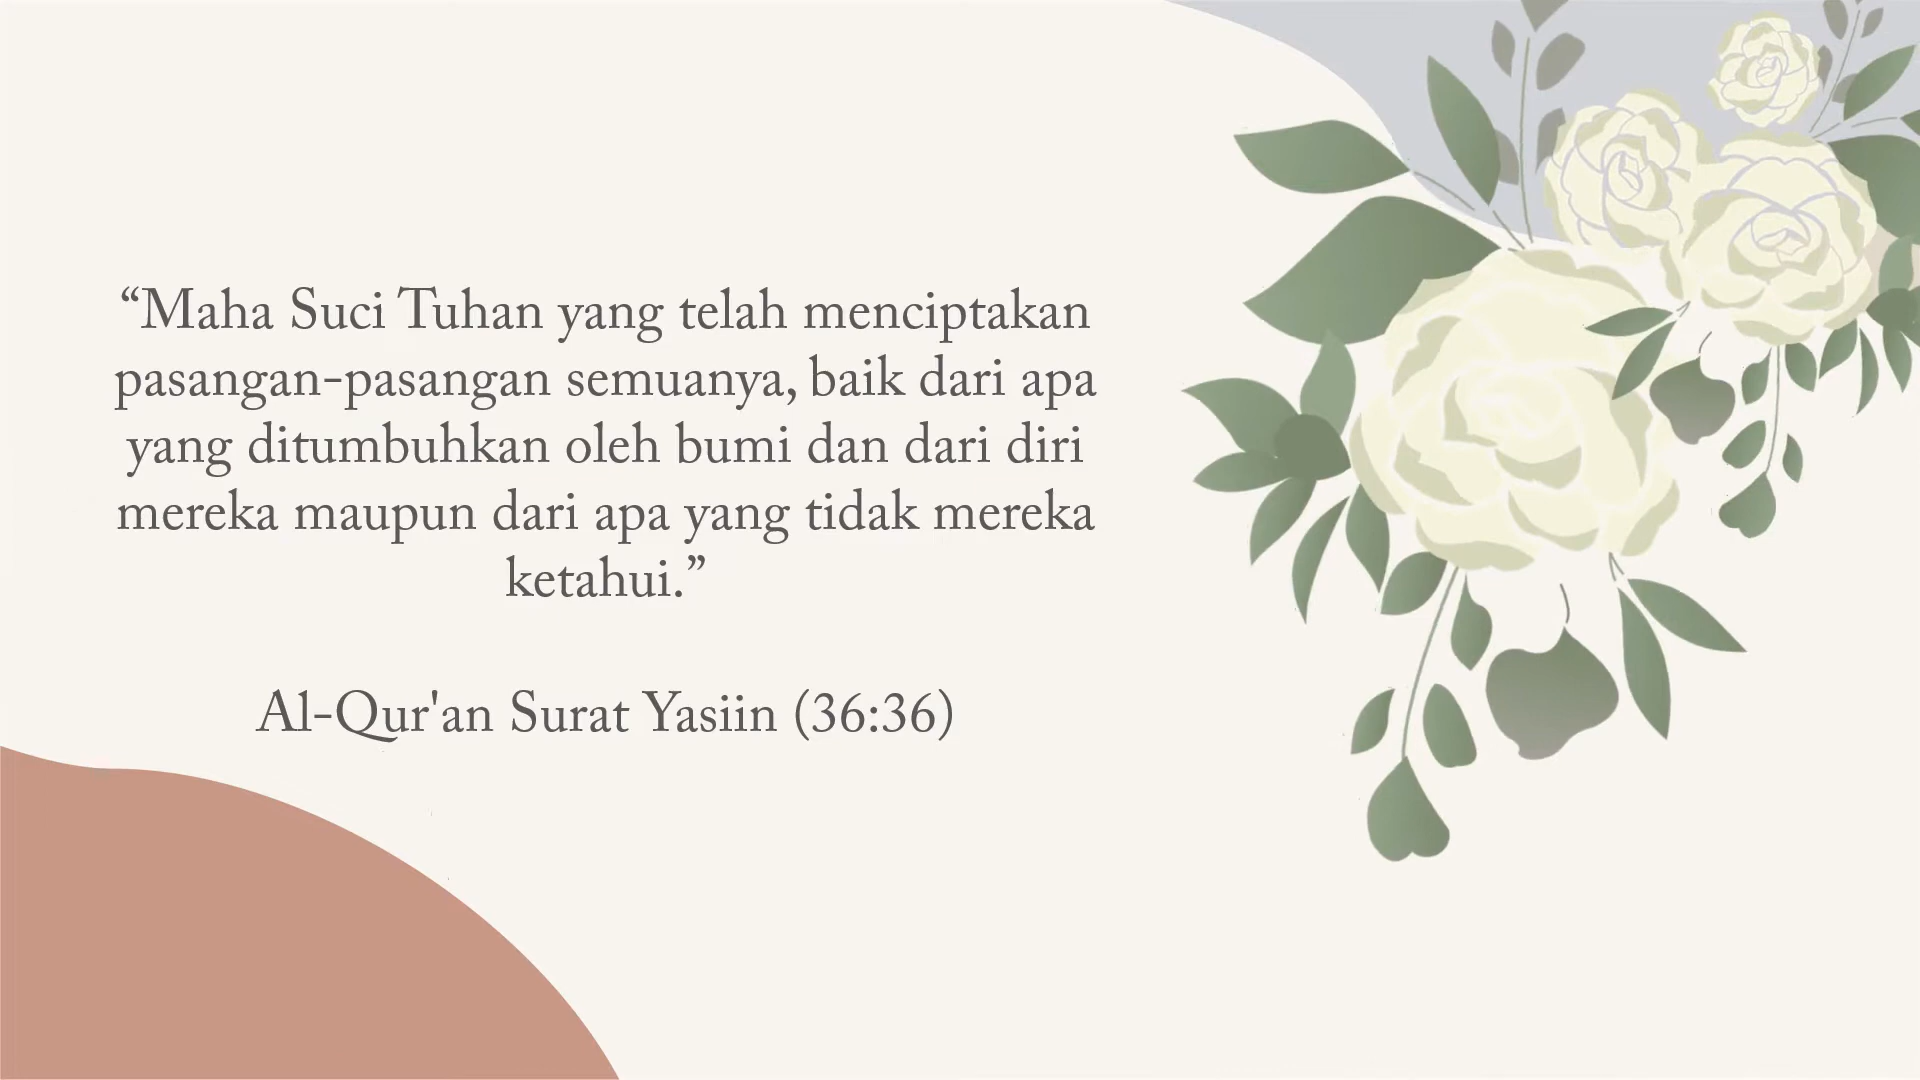 “Maha Suci Tuhan yang telah menciptakan
pasangan-pasangan semuanya, baik dari apa
yang ditumbuhkan oleh bumi dan dari diri
mereka maupun dari apa yang tidak mereka
ketahui.”
Al-Qur'an Surat Yasiin (36:36)